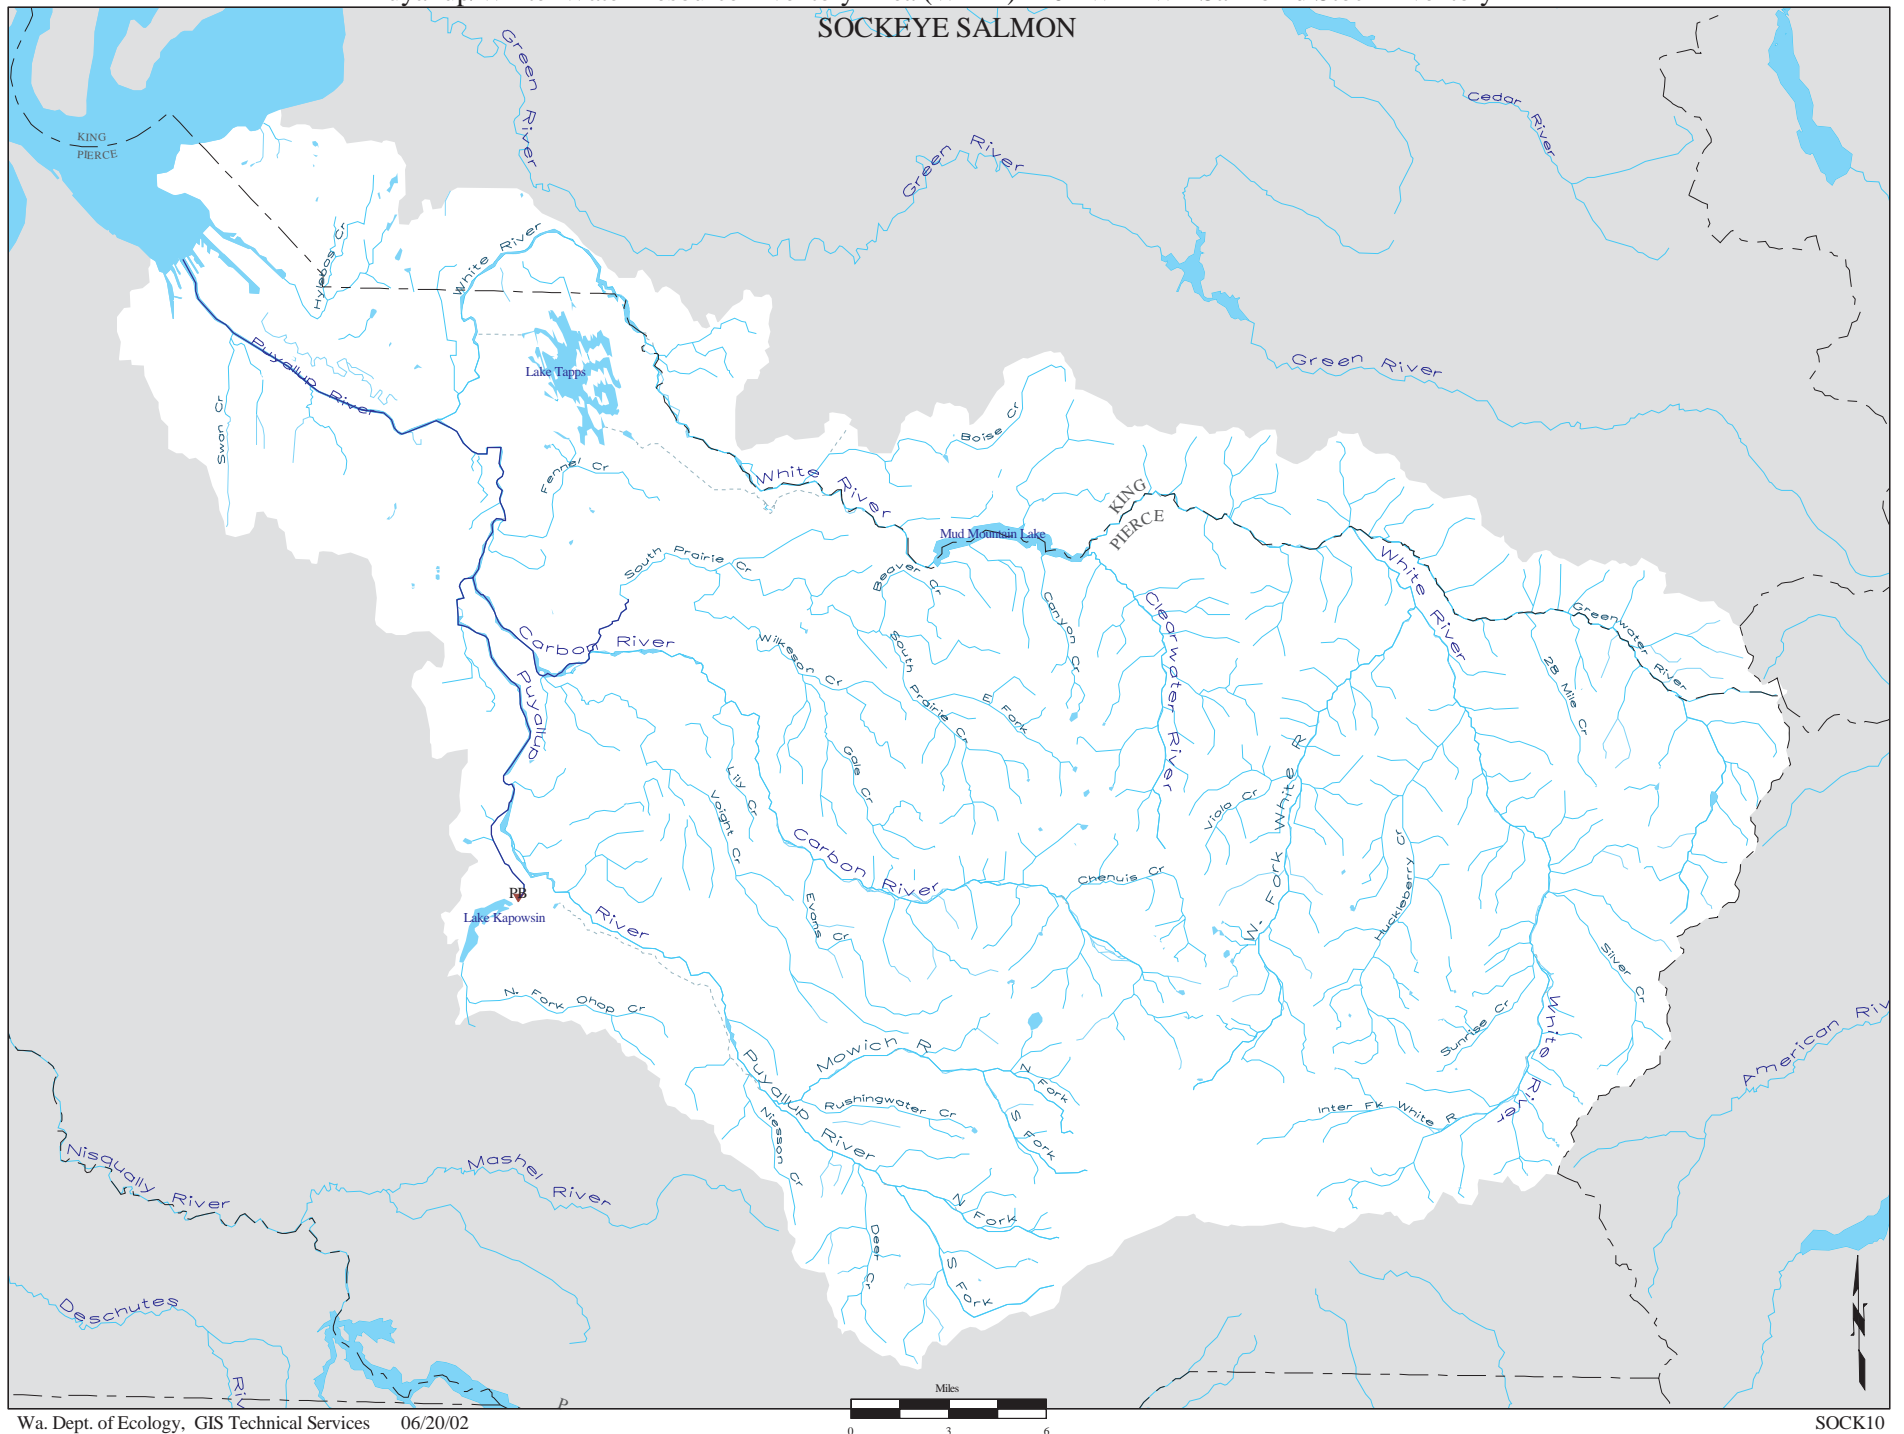 SOCKEYE SALMON
Green
River
Green River
Cedar
River
KING
PIERCE
Hylebos Cr
White River
Puyallup River
Swan Cr
Lake Tapps
Green River
Boise Cr
Fennel Cr
White River
KING
PIERCE
Mud Mountain Lake
South Prairie Cr
Beaver Cr
Canyon Cr
Clearwater River
White River
Greenwater River
28 Mile Cr
Carbon River
Wilkeson Cr
South Prairie Cr
E Fork
Puyallup
Gale Cr
Lily Cr
Voight Cr
Viola Cr
W. Fork White R
Huckleberry Cr
Carbon River
Chenuis Cr
Evans Cr
RB
Lake Kapowsin
River
Silver Cr
N. Fork Ohop Cr
Sunrise Cr
White River
American Riv
Mowich R
N Fork
S Fork
Puyallup River
Rushingwater Cr
Niesson Cr
Inter Fk White R
Nisqually River
Mashel River
N Fork
S Fork
Deer Cr
Deschutes
Ri
P
N
Miles
0 3 6
Wa. Dept. of Ecology, GIS Technical Services 06/20/02
SOCK10